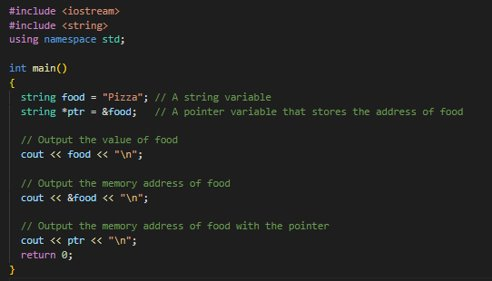 #include <iostream>
#include <string>
using namespace std;

int main()
{
  string food = "Pizza"; // A string variable
  string *ptr = &food;   // A pointer variable that stores the address of food

  // Output the value of food
  cout << food << "\n";

  // Output the memory address of food
  cout << &food << "\n";

  // Output the memory address of food with the pointer
  cout << ptr << "\n";
  return 0;
}